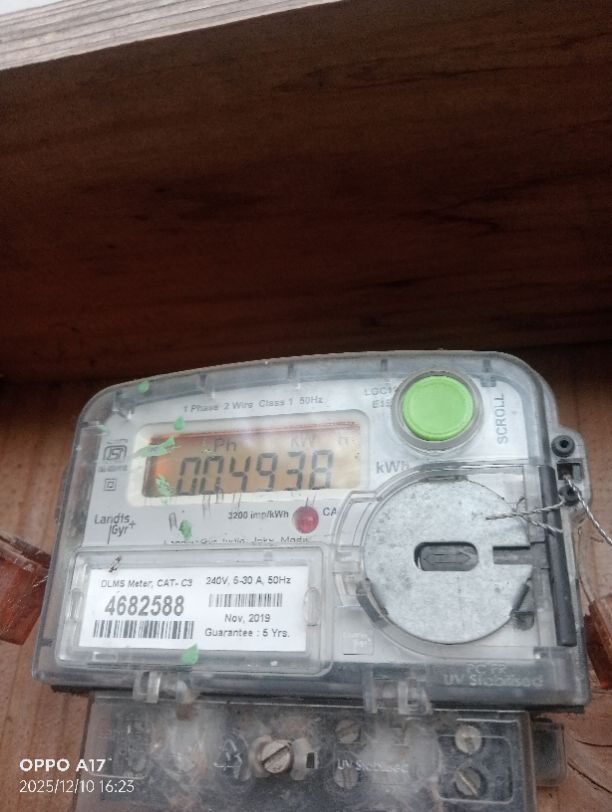 1 Phase 2 Wire Class 1 50Hz
SCROLL
Ph KW H
004938
kWh
Landis
Gyr+
3200 imp/kWh
DLMS Meter, CAT- C3
4682588
240V, 5-30 A, 50Hz
Nov, 2019
Guarantee : 5 Yrs.
UV Stabilised
UV Stabilised
OPPO A17
2025/12/10 16:23